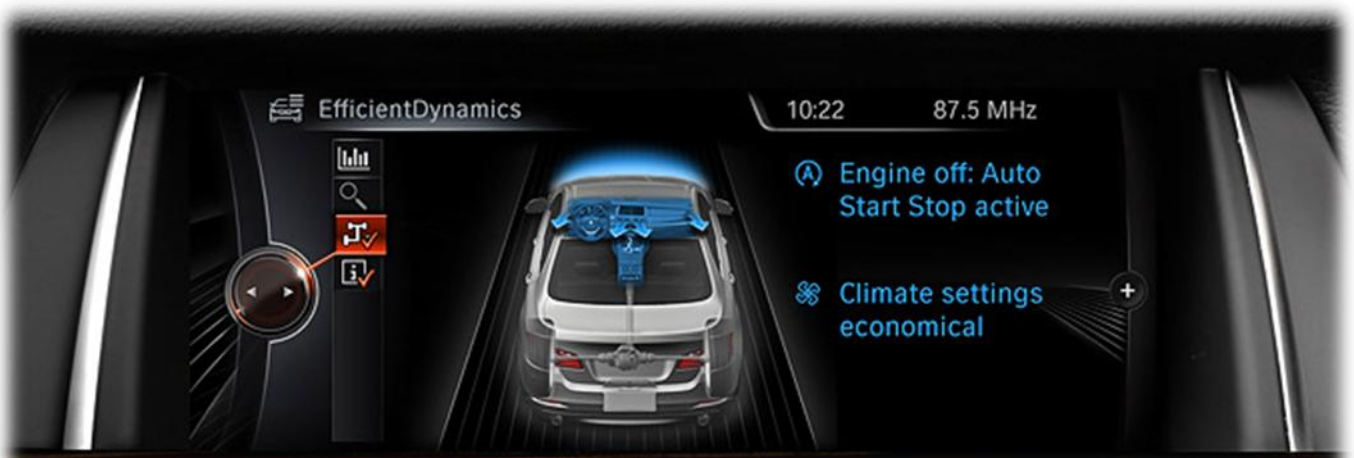 EfficientDynamics
10:22
87.5 MHz
Engine off: Auto
Start Stop active
Climate settings
economical